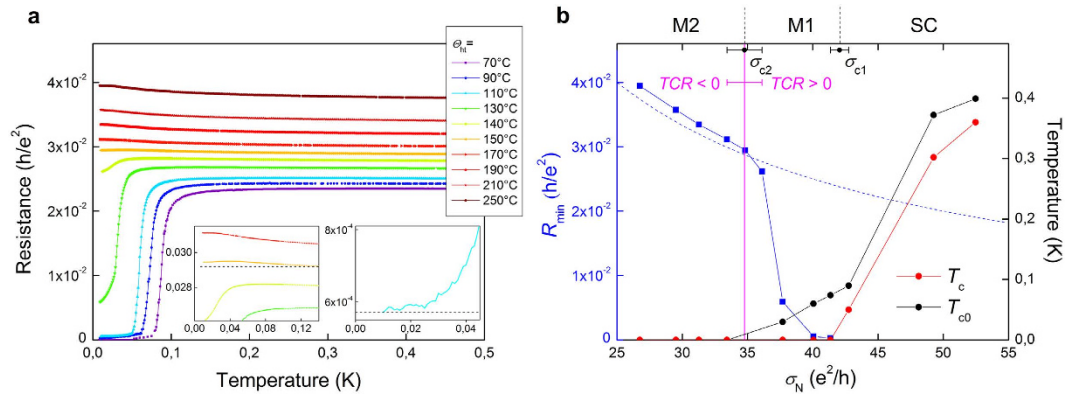 a
Θht =
70°C
90°C
110°C
130°C
140°C
150°C
170°C
190°C
210°C
250°C
Resistance (h/e²)
4x10⁻²
3x10⁻²
2x10⁻²
1x10⁻²
0
0,0 0,1 0,2 0,3 0,4 0,5
Temperature (K)
0,030
0,028
0,00 0,04 0,08 0,12
8x10⁻⁴
6x10⁻⁴
0,00 0,02 0,04
b
M2 M1 SC
σc2 σc1
TCR < 0 TCR > 0
Rmin (h/e²)
4x10⁻²
3x10⁻²
2x10⁻²
1x10⁻²
0
25 30 35 40 45 50 55
σN (e²/h)
0,4
0,3
0,2
0,1
0,0
Temperature (K)
Tc
Tc0